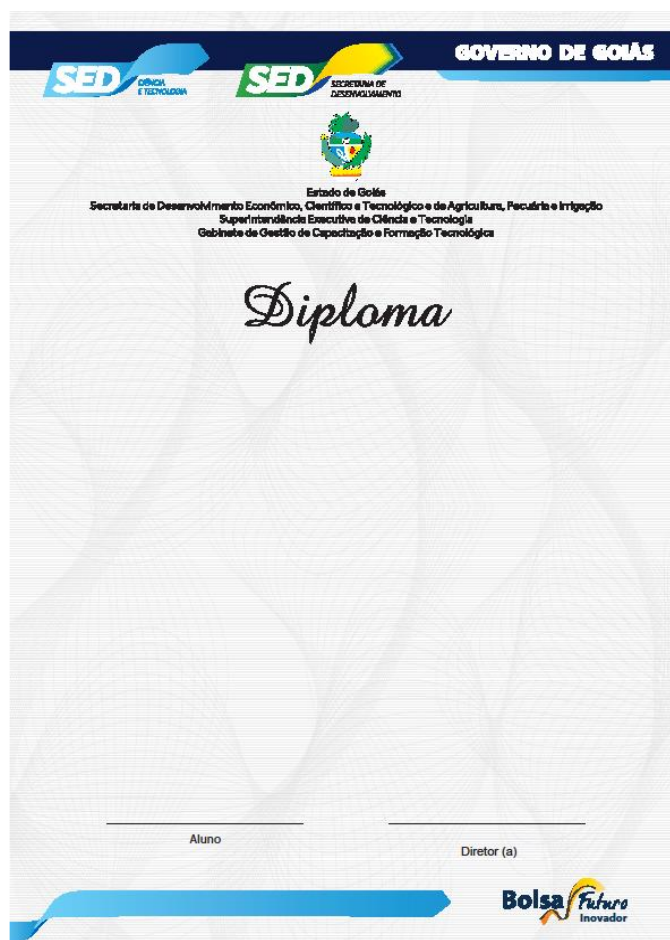 GOVERNO DE GOIÁS
SED CIÊNCIA
E TECNOLOGIA
SED SECRETARIA DE
DESENVOLVIMENTO
Estado de Goiás
Secretaria de Desenvolvimento Econômico, Científico e Tecnológico e de Agricultura, Pecuária e Irrigação
Superintendência Executiva de Ciência e Tecnologia
Gabinete de Gestão de Capacitação e Formação Tecnológica
Diploma
Aluno
Diretor (a)
Bolsa Futuro
Inovador